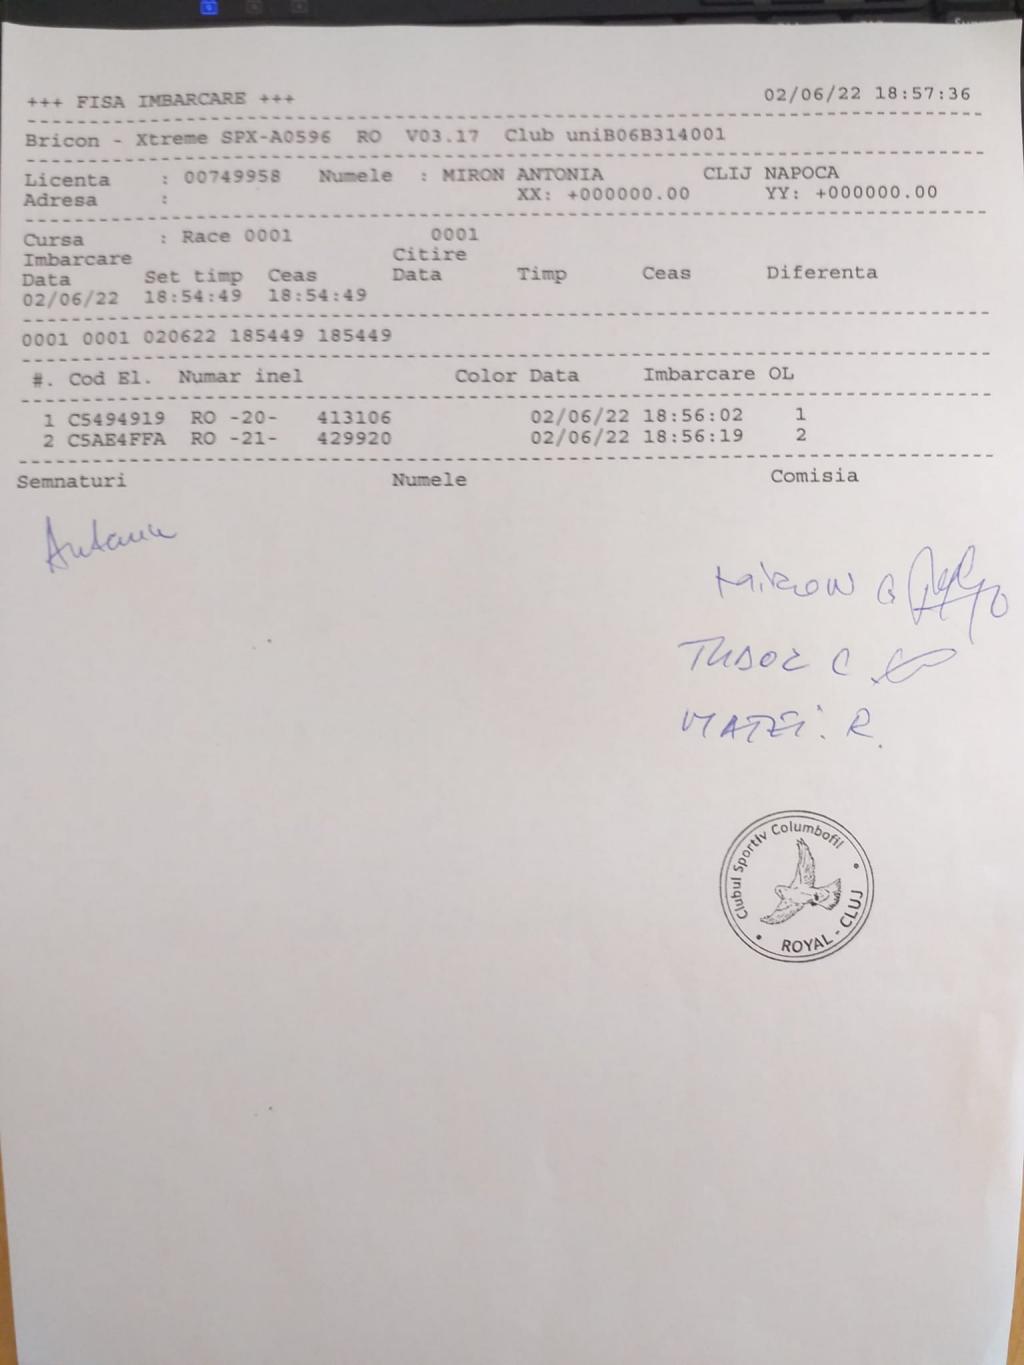 +++ FISA IMBARCARE +++ 02/06/22 18:57:36
Bricon - Xtreme SPX-A0596 RO V03.17 Club uniB06B314001
Licenta : 00749958 Numele : MIRON ANTONIA CLIJ NAPOCA
Adresa : XX: +000000.00 YY: +000000.00
Cursa : Race 0001 0001
Imbarcare Citire
Data Set timp Ceas Data Timp Ceas Diferenta
02/06/22 18:54:49 18:54:49
0001 0001 020622 185449 185449
#. Cod El. Numar inel Color Data Imbarcare OL
1 C5494919 RO -20- 413106 02/06/22 18:56:02 1
2 C5AE4FFA RO -21- 429920 02/06/22 18:56:19 2
Semnaturi Numele Comisia
MIRON G
TUDOR C
MATEI. R.
Clubul Sportiv Columbofil
ROYAL - CLUJ